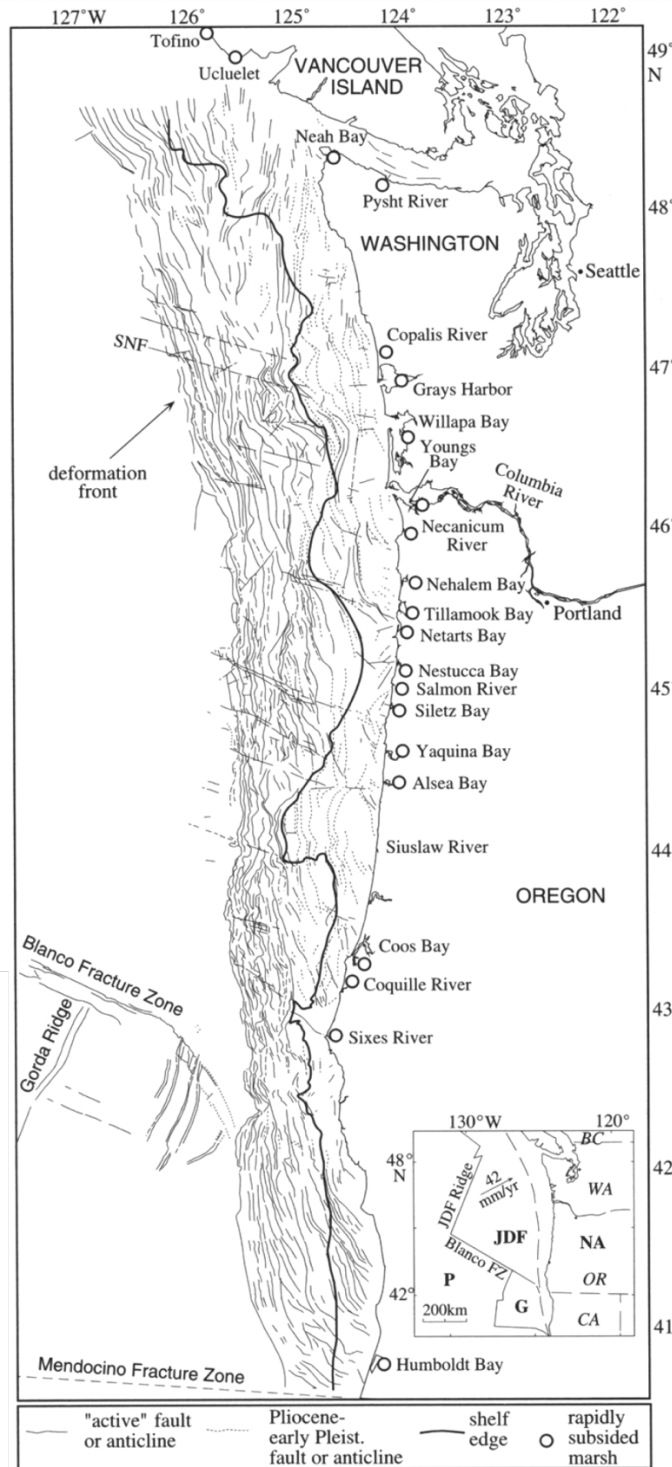 127°W 126° 125° 124° 123° 122°
49°
N
Tofino
Ucluelet
VANCOUVER
ISLAND
Neah Bay
Pysht River
48°
WASHINGTON
Seattle
SNF
Copalis River
47°
Grays Harbor
deformation
front
Willapa Bay
Youngs
Bay
Columbia
River
46°
Necanicum
River
Nehalem Bay
Tillamook Bay
Portland
Netarts Bay
Nestucca Bay
Salmon River
45°
Siletz Bay
Yaquina Bay
Alsea Bay
Siuslaw River
44°
OREGON
Blanco Fracture Zone
Coos Bay
Coquille River
43°
Gorda Ridge
Sixes River
130°W 120°
BC
48°
N
JDF Ridge
42
mm/yr
WA
JDF
NA
Blanco FZ
P
OR
42°
G
200km
CA
42°
41°
Humboldt Bay
Mendocino Fracture Zone
"active" fault
or anticline
Pliocene-
early Pleist.
fault or anticline
shelf
edge
rapidly
subsided
marsh